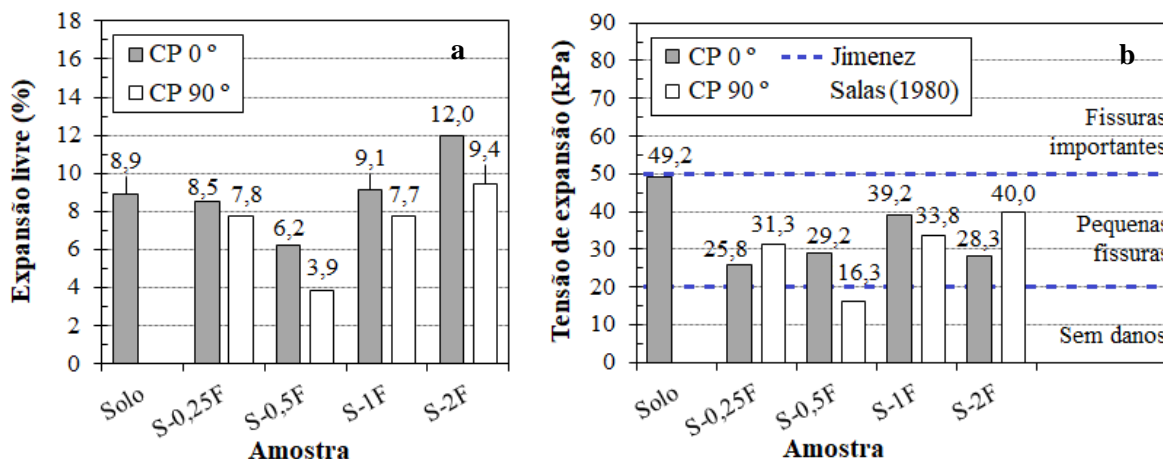 18
16
14
12
10
8
6
4
2
0
Expansão livre (%)
CP 0 º
CP 90 º
a
8,9
8,5
7,8
6,2
3,9
9,1
7,7
12,0
9,4
Solo
S-0,25F
S-0,5F
S-1F
S-2F
Amostra
90
80
70
60
50
40
30
20
10
0
Tensão de expansão (kPa)
CP 0 º
CP 90 º
Jimenez
Salas (1980)
b
Fissuras
importantes
Pequenas
fissuras
Sem danos
49,2
25,8
31,3
29,2
16,3
39,2
33,8
28,3
40,0
Solo
S-0,25F
S-0,5F
S-1F
S-2F
Amostra